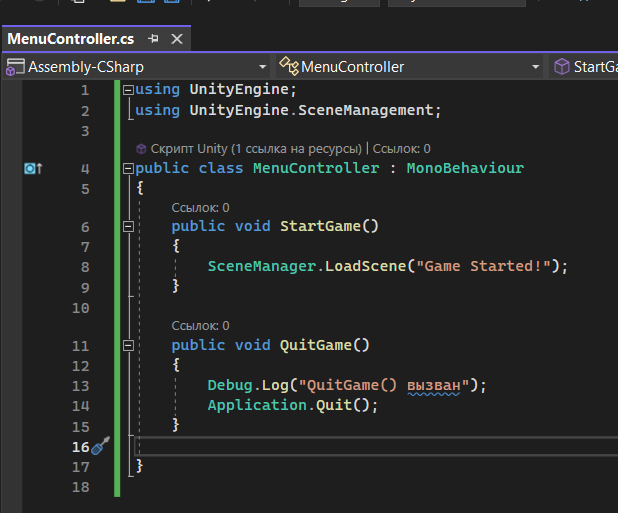 MenuController.cs
Assembly-CSharp MenuController StartGa
1 using UnityEngine;
2 using UnityEngine.SceneManagement;
3
Скрипт Unity (1 ссылка на ресурсы) | Ссылок: 0
4 public class MenuController : MonoBehaviour
5 {
Ссылок: 0
6 public void StartGame()
7 {
8 SceneManager.LoadScene("Game Started!");
9 }
10
Ссылок: 0
11 public void QuitGame()
12 {
13 Debug.Log("QuitGame() вызван");
14 Application.Quit();
15 }
16
17 }
18